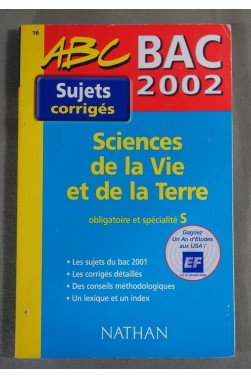 16
ABC BAC
Sujets
corrigés
2002
Sciences
de la Vie
et de la Terre
obligatoire et spécialité S
Gagnez
Un An d'Etudes
aux USA !
EF
• Les sujets du bac 2001
• Les corrigés détaillés
• Des conseils méthodologiques
• Un lexique et un index
NATHAN